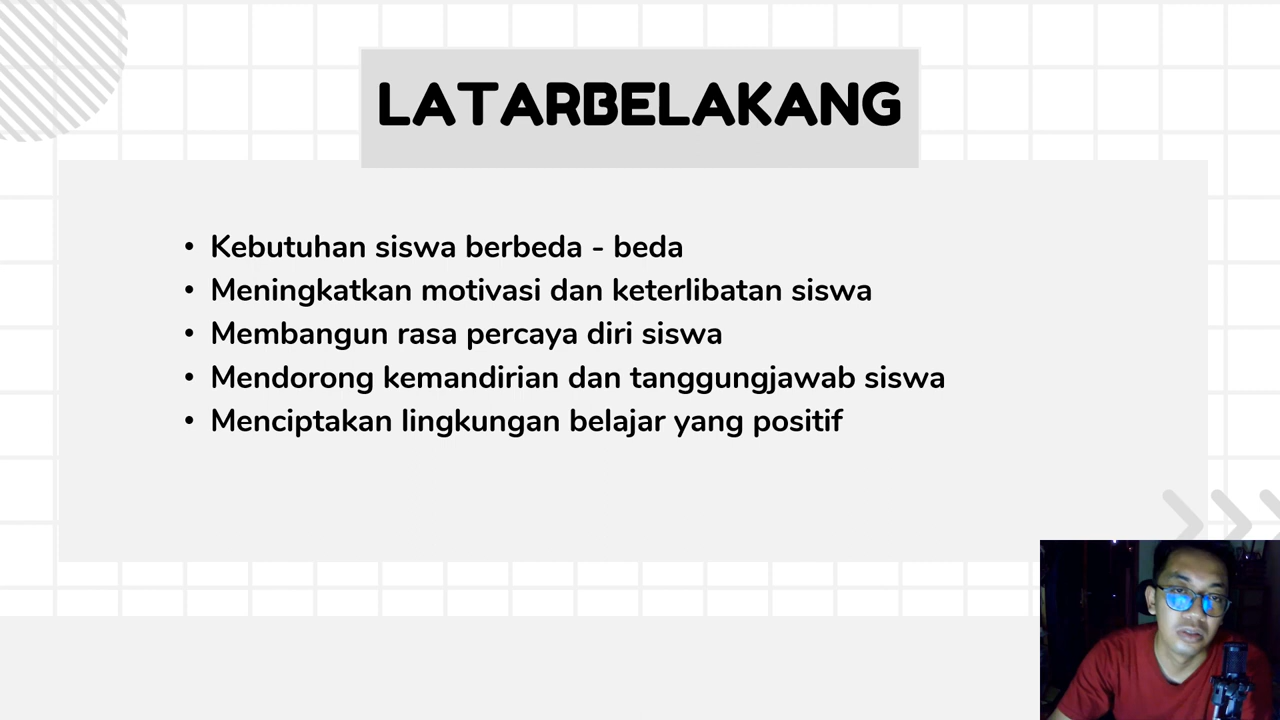 LATARBELAKANG
• Kebutuhan siswa berbeda - beda
• Meningkatkan motivasi dan keterlibatan siswa
• Membangun rasa percaya diri siswa
• Mendorong kemandirian dan tanggungjawab siswa
• Menciptakan lingkungan belajar yang positif